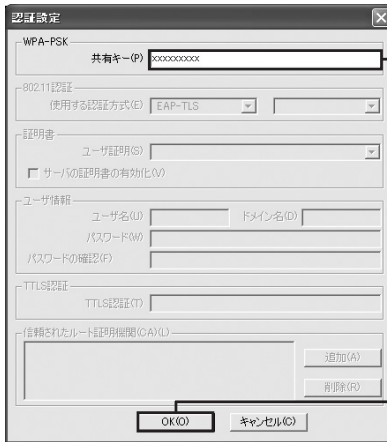 認証設定
WPA-PSK
共有キー(P) xxxxxxxxx
802.11認証
使用する認証方式(E) EAP-TLS
証明書
ユーザ証明(S)
サーバの証明書の有効化(V)
ユーザ情報
ユーザ名(U) ドメイン名(D)
パスワード(W)
パスワードの確認(F)
TTLS認証
TTLS認証(T)
信頼されたルート証明機関(CA)(L)
追加(A)
削除(R)
OK(O) キャンセル(C)